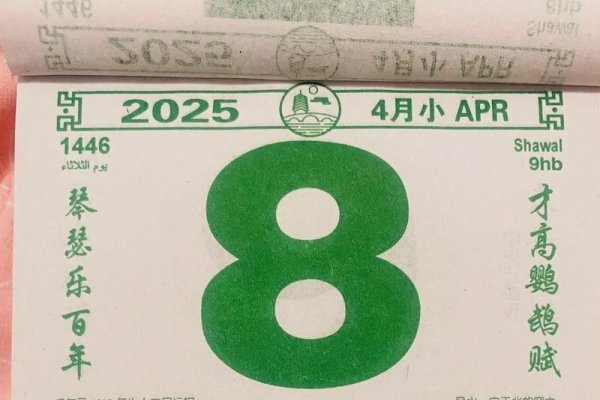 2025 4月小 APR
1446
يوم الثلاثاء
Shawal
9hb
8
琴瑟乐百年
才高鹦鹉赋